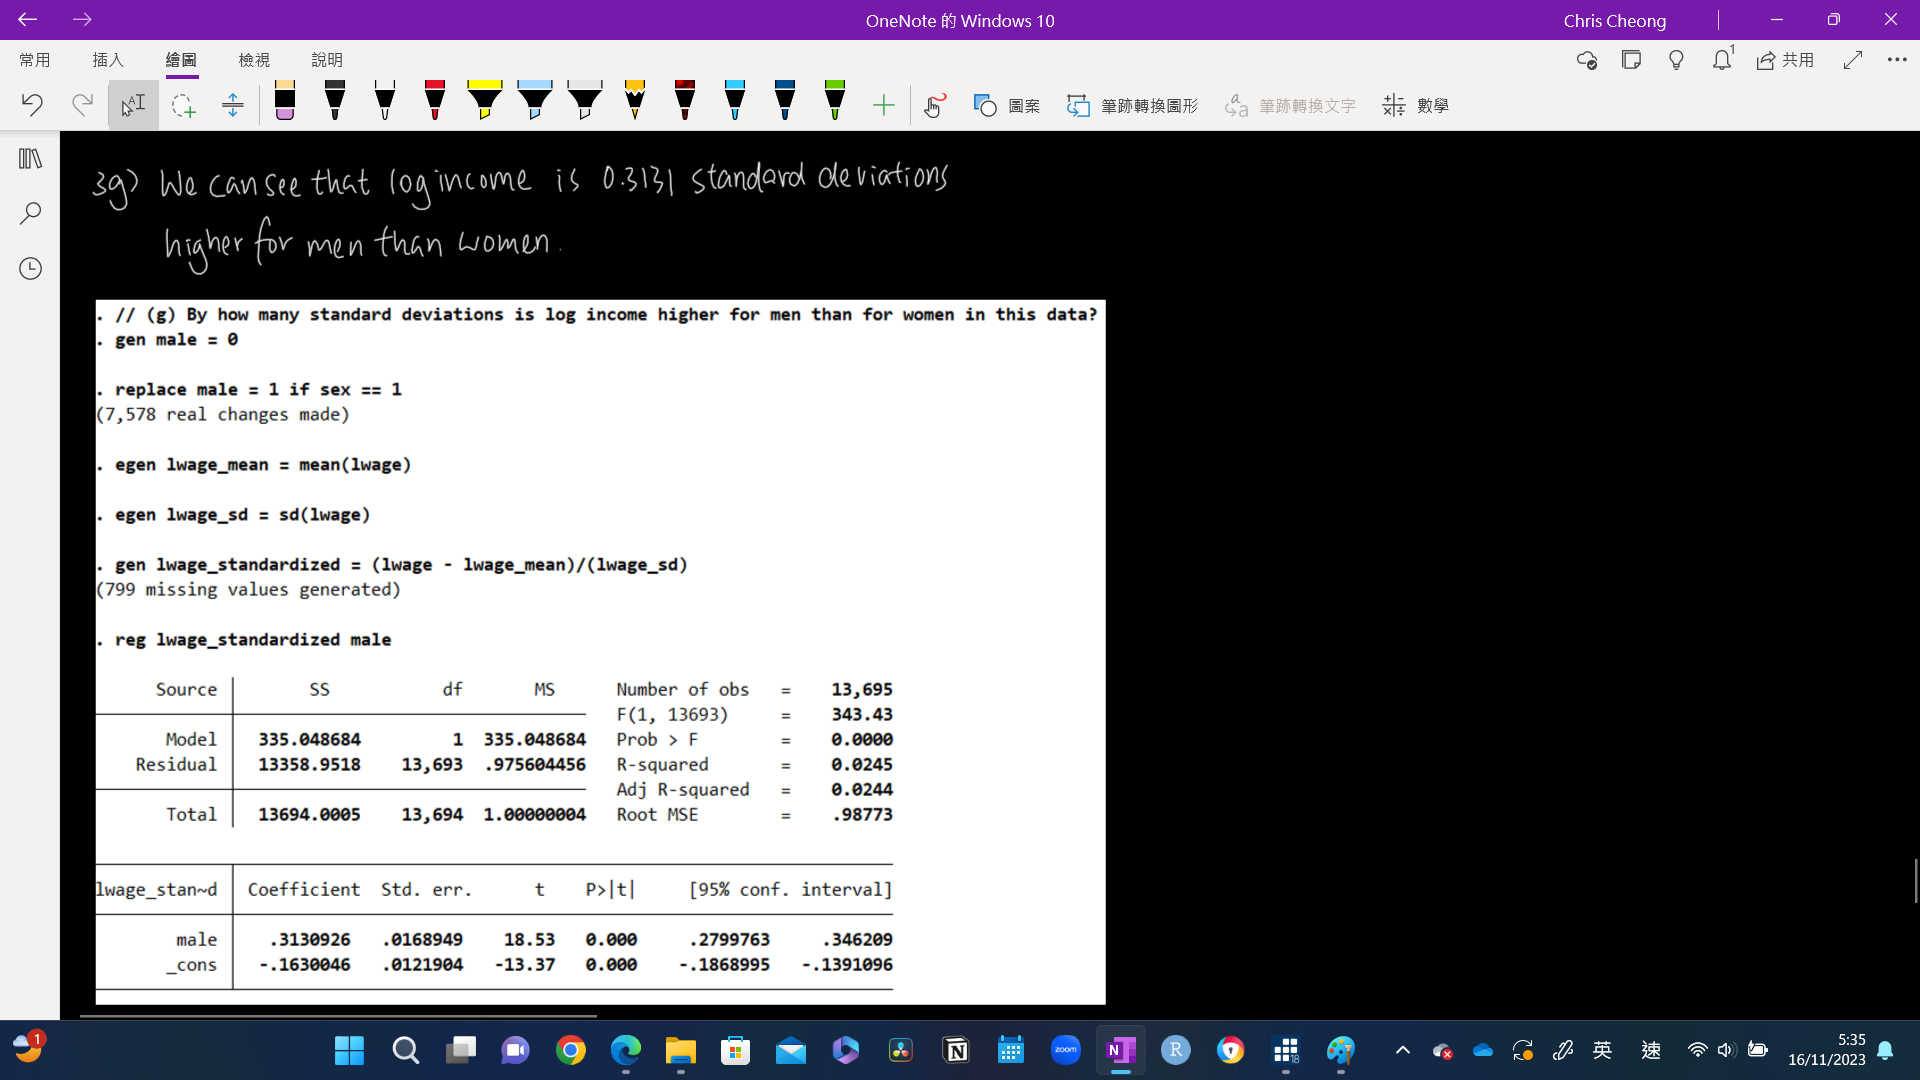 OneNote 的 Windows 10
Chris Cheong
常用 插入 繪圖 檢視 說明
1
共用
圖案 筆跡轉換圖形 筆跡轉換文字 數學
3g) We can see that log income is 0.3131 standard deviations
higher for men than women.
. // (g) By how many standard deviations is log income higher for men than for women in this data?
. gen male = 0
. replace male = 1 if sex == 1
(7,578 real changes made)
. egen lwage_mean = mean(lwage)
. egen lwage_sd = sd(lwage)
. gen lwage_standardized = (lwage - lwage_mean)/(lwage_sd)
(799 missing values generated)
. reg lwage_standardized male
Source SS df MS Number of obs = 13,695
F(1, 13693) = 343.43
Model 335.048684 1 335.048684 Prob > F = 0.0000
Residual 13358.9518 13,693 .975604456 R-squared = 0.0245
Adj R-squared = 0.0244
Total 13694.0005 13,694 1.00000004 Root MSE = .98773
lwage_stan~d Coefficient Std. err. t P>|t| [95% conf. interval]
male .3130926 .0168949 18.53 0.000 .2799763 .346209
_cons -.1630046 .0121904 -13.37 0.000 -.1868995 -.1391096
1
zoom
N
R
18
英
速
5:35
16/11/2023